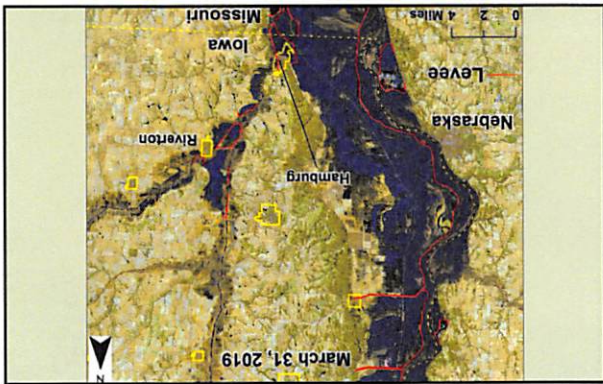 March 31, 2019
N
Hamburg
Riverton
Nebraska
Levee
Iowa
0 2 4 Miles
Missouri